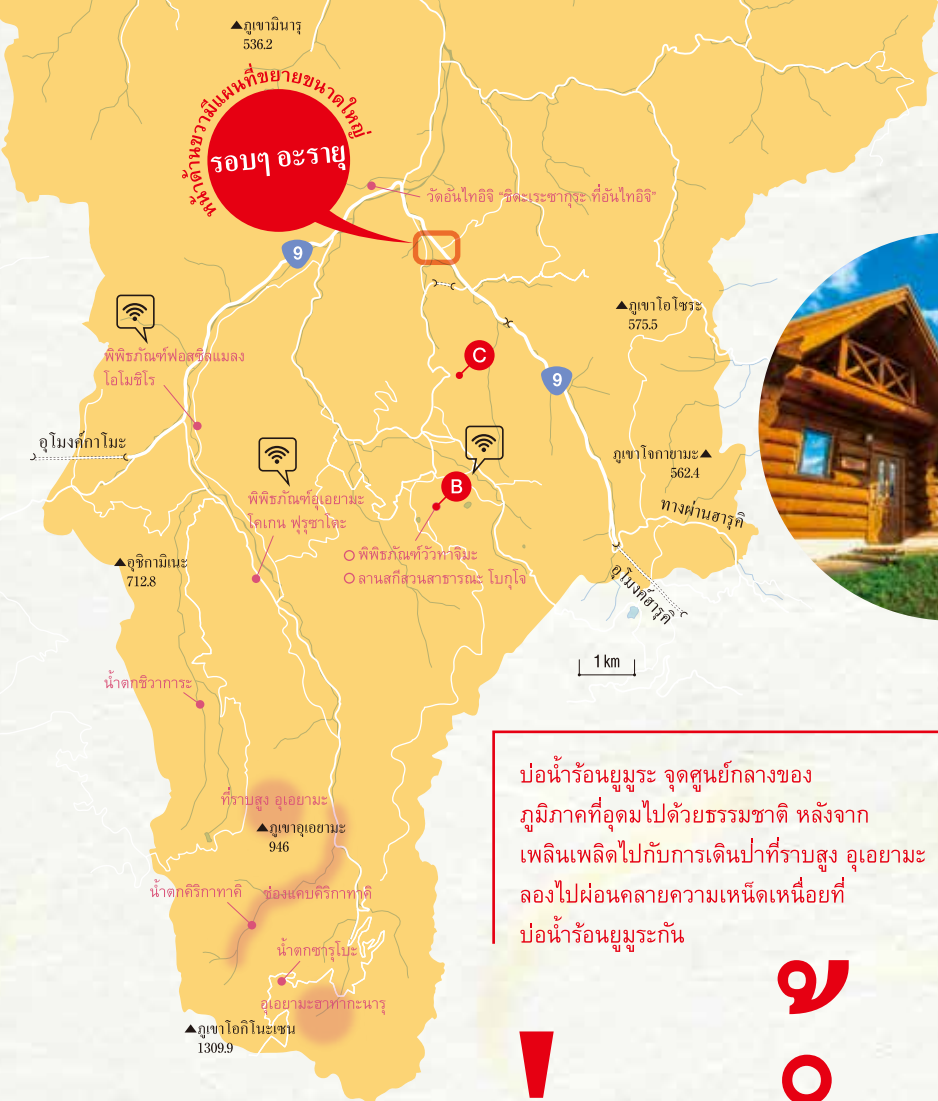 ▲ภูเขามินารุ
536.2
หน้าด้านขวามีแผนที่ขยายขนาดใหญ่
รอบๆ อะรายุ
วัดอันไทอิจิ “ชิดะเระซากุระ ที่อันไทอิจิ”
9
▲ภูเขาโอโซระ
575.5
พิพิธภัณฑ์ฟอสซิลแมลง
โอโมชิโร
C
9
อุโมงค์กาโมะ
ภูเขาโจกายามะ▲
562.4
พิพิธภัณฑ์อุเอยามะ
โคเกน ฟุรุซาโตะ
B
ทางผ่านฮารุคิ
○ พิพิธภัณฑ์วัวทาจิมะ
○ ลานสกีสวนสาธารณะ โบกุโจ
▲อุชิกามิเนะ
712.8
อุโมงค์ฮารุคิ
1 km
น้ำตกชิวาการะ
ที่ราบสูง อุเอยามะ
▲ภูเขาอุเอยามะ
946
น้ำตกคิริกาทาคิ
ช่องแคบคิริกาทาคิ
น้ำตกซารุโบะ
อุเอยามะฮาทากะนารุ
▲ภูเขาโอกิโนะเซน
1309.9
บ่อน้ำร้อนยูมูระ จุดศูนย์กลางของ
ภูมิภาคที่อุดมไปด้วยธรรมชาติ หลังจาก
เพลินเพลิดไปกับการเดินป่าที่ราบสูง อุเอยามะ
ลองไปผ่อนคลายความเหน็ดเหนื่อยที่
บ่อน้ำร้อนยูมูระกัน